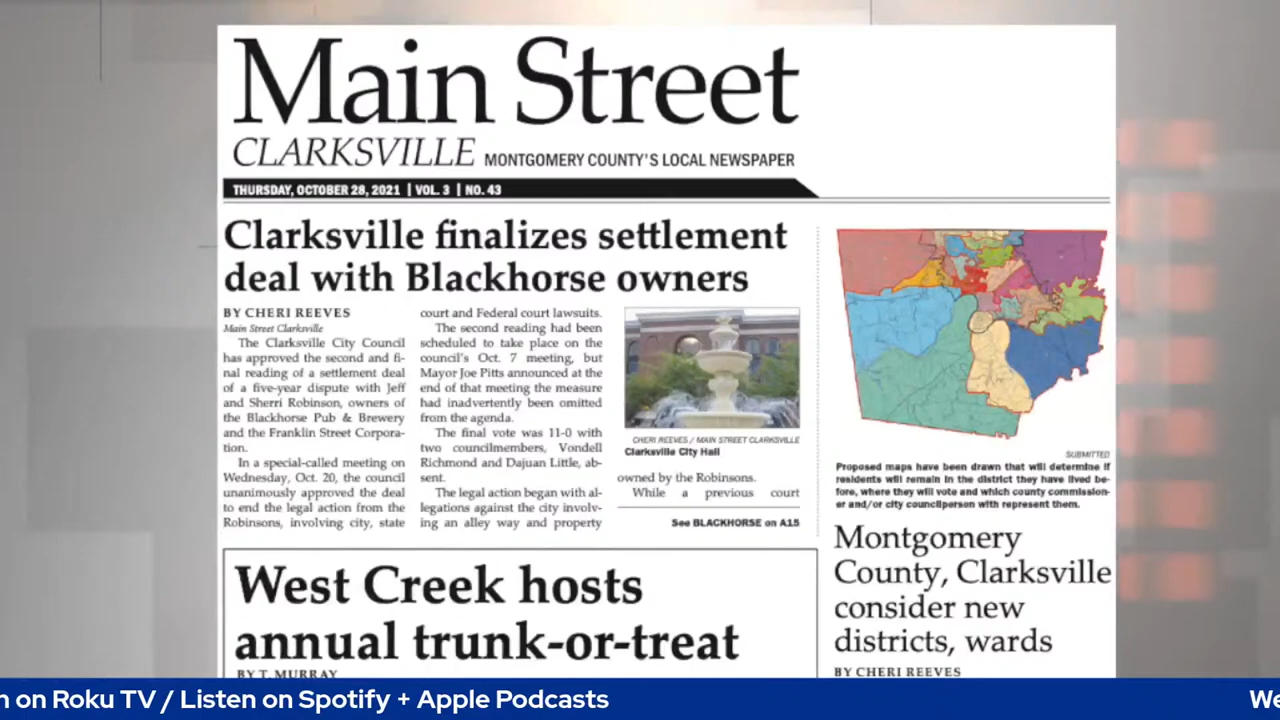 Main Street
CLARKSVILLE MONTGOMERY COUNTY'S LOCAL NEWSPAPER
THURSDAY, OCTOBER 28, 2021 | VOL. 3 | NO. 43
Clarksville finalizes settlement
deal with Blackhorse owners
BY CHERI REEVES
Main Street Clarksville
The Clarksville City Council
has approved the second and fi-
nal reading of a settlement deal
of a five-year dispute with Jeff
and Sherri Robinson, owners of
the Blackhorse Pub & Brewery
and the Franklin Street Corpora-
tion.
In a special-called meeting on
Wednesday, Oct. 20, the council
unanimously approved the deal
to end the legal action from the
Robinsons, involving city, state
court and Federal court lawsuits.
The second reading had been
scheduled to take place on the
council's Oct. 7 meeting, but
Mayor Joe Pitts announced at the
end of that meeting the measure
had inadvertently been omitted
from the agenda.
The final vote was 11-0 with
two councilmembers, Vondell
Richmond and Dajuan Little, ab-
sent.
The legal action began with al-
legations against the city involv-
ing an alley way and property
CHERI REEVES / MAIN STREET CLARKSVILLE
Clarksville City Hall
owned by the Robinsons.
While a previous court
See BLACKHORSE on A15
SUBMITTED
Proposed maps have been drawn that will determine if
residents will remain in the district they have lived be-
fore, where they will vote and which county commission-
er and/or city councilperson with represent them.
Montgomery
County, Clarksville
consider new
districts, wards
BY CHERI REEVES
West Creek hosts
annual trunk-or-treat
BY T. MURRAY
n on Roku TV / Listen on Spotify + Apple Podcasts
We